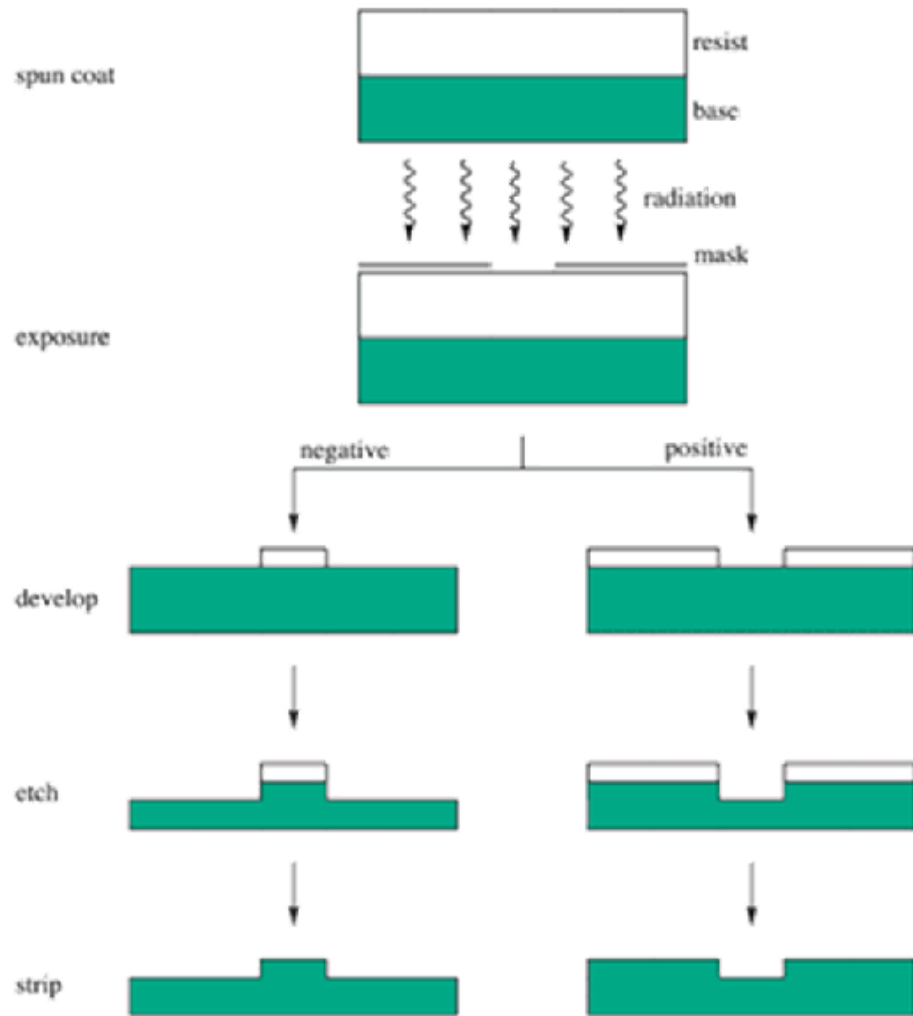 resist
spun coat
base
radiation
mask
exposure
negative
positive
develop
etch
strip